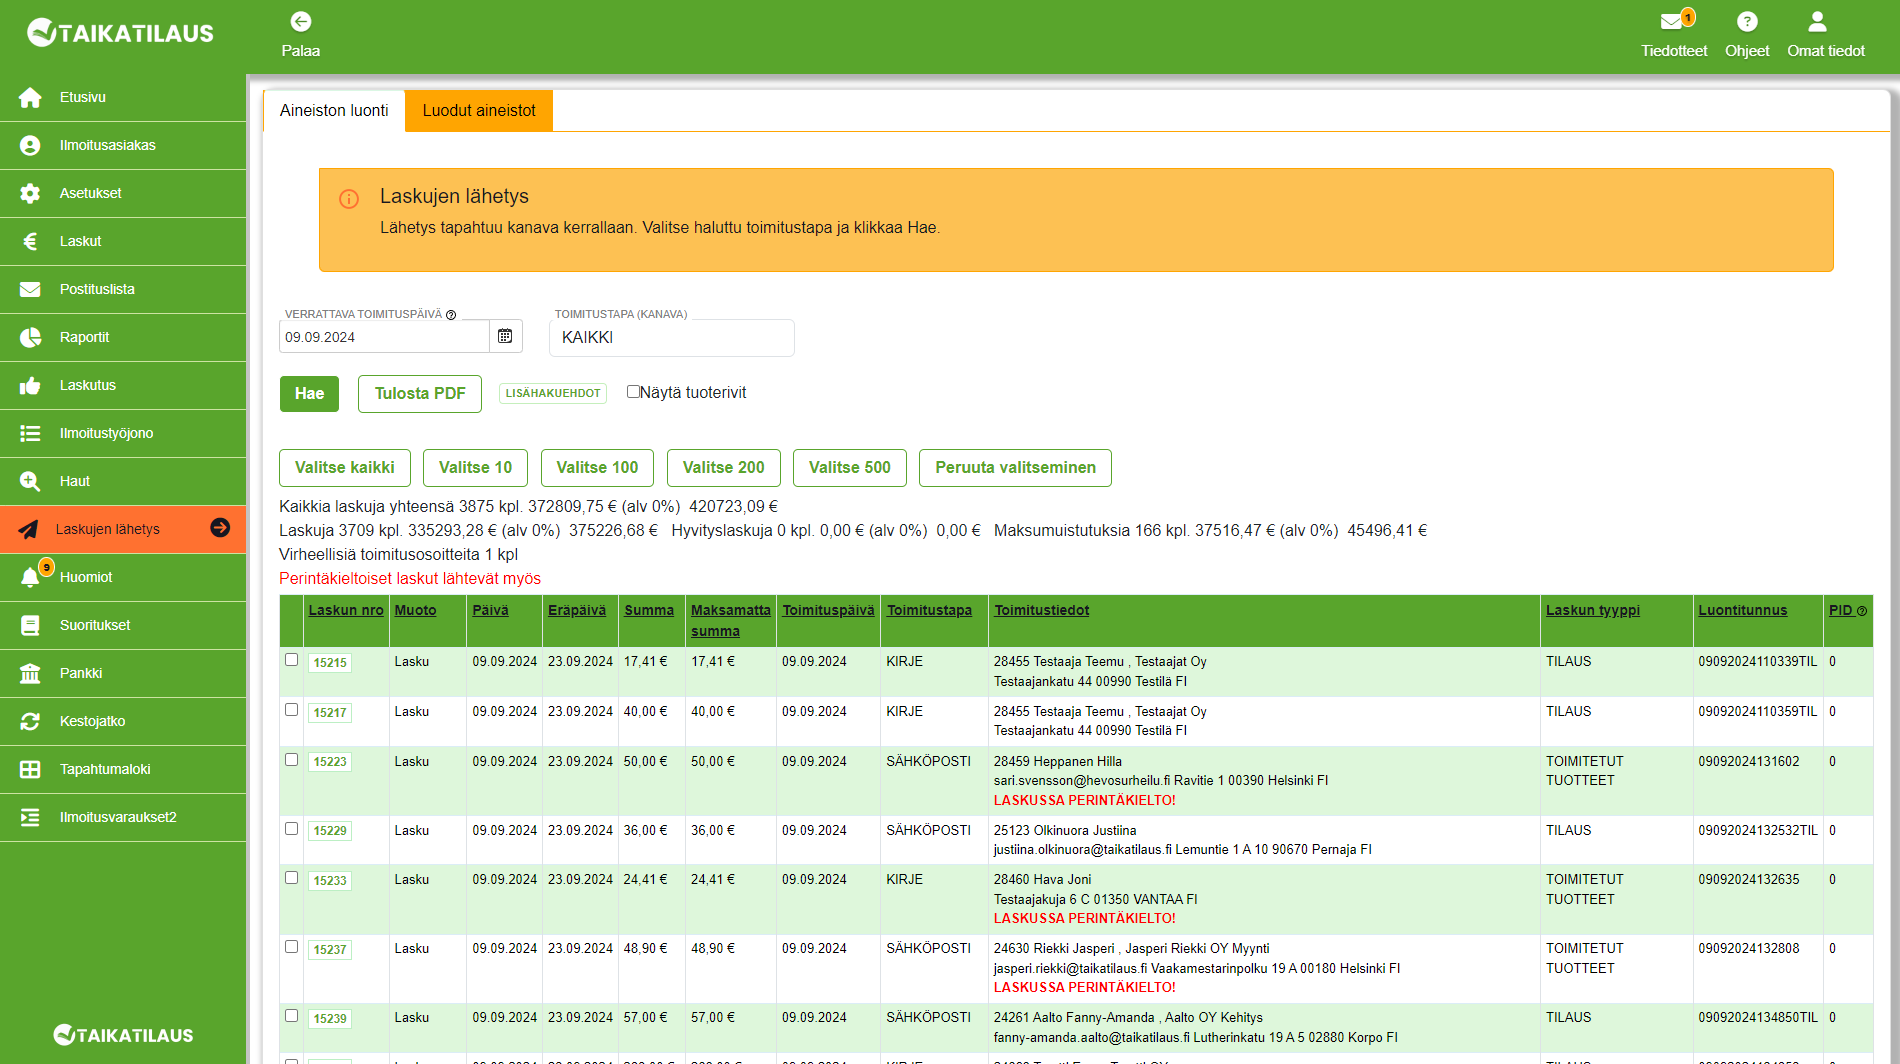 TAIKATILAUS
Palaa
1
Tiedotteet
Ohjeet
Omat tiedot
Etusivu
Ilmoitusasiakas
Asetukset
Laskut
Postituslista
Raportit
Laskutus
Ilmoitustyöjono
Haut
Laskujen lähetys
9
Huomiot
Suoritukset
Pankki
Kestojatko
Tapahtumaloki
Ilmoitusvaraukset2
TAIKATILAUS
Aineiston luonti
Luodut aineistot
Laskujen lähetys
Lähetys tapahtuu kanava kerrallaan. Valitse haluttu toimitustapa ja klikkaa Hae.
VERRATTAVA TOIMITUSPÄIVÄ
TOIMITUSTAPA (KANAVA)
09.09.2024
KAIKKI
Hae
Tulosta PDF
LISÄHAKUEHDOT
Näytä tuoterivit
Valitse kaikki
Valitse 10
Valitse 100
Valitse 200
Valitse 500
Peruuta valitseminen
Kaikkia laskuja yhteensä 3875 kpl. 372809,75 € (alv 0%) 420723,09 €
Laskuja 3709 kpl. 335293,28 € (alv 0%) 375226,68 € Hyvityslaskuja 0 kpl. 0,00 € (alv 0%) 0,00 € Maksumuistutuksia 166 kpl. 37516,47 € (alv 0%) 45496,41 €
Virheellisiä toimitusosoitteita 1 kpl
Perintäkieltoiset laskut lähtevät myös
Laskun nro Muoto Päivä Eräpäivä Summa Maksamatta summa Toimituspäivä Toimitustapa Toimitustiedot Laskun tyyppi Luontitunnus PID
15215 Lasku 09.09.2024 23.09.2024 17,41 € 17,41 € 09.09.2024 KIRJE 28455 Testaaja Teemu , Testaajat Oy TILAUS 09092024110339TIL 0
Testaajankatu 44 00990 Testilä FI
15217 Lasku 09.09.2024 23.09.2024 40,00 € 40,00 € 09.09.2024 KIRJE 28455 Testaaja Teemu , Testaajat Oy TILAUS 09092024110359TIL 0
Testaajankatu 44 00990 Testilä FI
15223 Lasku 09.09.2024 23.09.2024 50,00 € 50,00 € 09.09.2024 SÄHKÖPOSTI 28459 Heppanen Hilla TOIMITETUT 09092024131602 0
sari.svensson@hevosurheilu.fi Ravitie 1 00390 Helsinki FI TUOTTEET
LASKUSSA PERINTÄKIELTO!
15229 Lasku 09.09.2024 23.09.2024 36,00 € 36,00 € 09.09.2024 SÄHKÖPOSTI 25123 Olkinuora Justiina TILAUS 09092024132532TIL 0
justiina.olkinuora@taikatilaus.fi Lemuntie 1 A 10 90670 Pernaja FI
15233 Lasku 09.09.2024 23.09.2024 24,41 € 24,41 € 09.09.2024 KIRJE 28460 Hava Joni TOIMITETUT 09092024132635 0
Testaajakuja 6 C 01350 VANTAA FI TUOTTEET
LASKUSSA PERINTÄKIELTO!
15237 Lasku 09.09.2024 23.09.2024 48,90 € 48,90 € 09.09.2024 SÄHKÖPOSTI 24630 Riekki Jasperi , Jasperi Riekki OY Myynti TOIMITETUT 09092024132808 0
jasperi.riekki@taikatilaus.fi Vaakamestarinpolku 19 A 00180 Helsinki FI TUOTTEET
LASKUSSA PERINTÄKIELTO!
15239 Lasku 09.09.2024 23.09.2024 57,00 € 57,00 € 09.09.2024 SÄHKÖPOSTI 24261 Aalto Fanny-Amanda , Aalto OY Kehitys TILAUS 09092024134850TIL 0
fanny-amanda.aalto@taikatilaus.fi Lutherinkatu 19 A 5 02880 Korpo FI